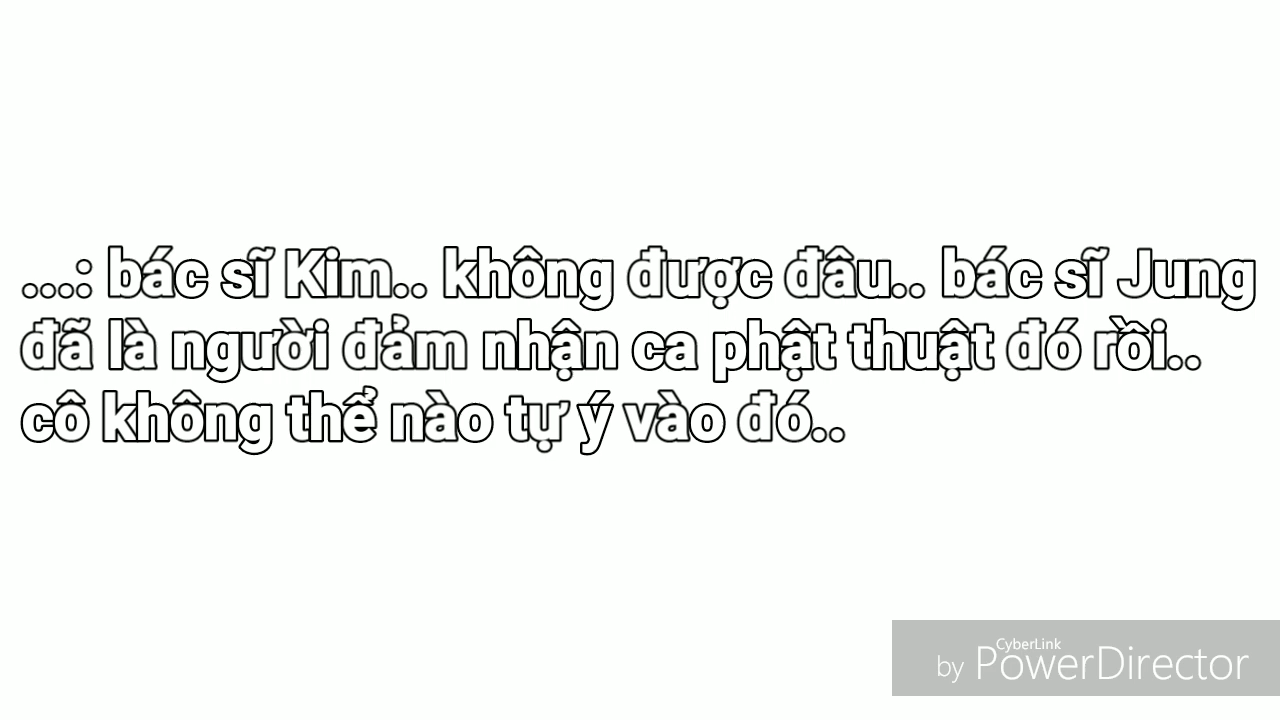 ....: bác sĩ Kim.. không được đâu.. bác sĩ Jung
đã là người đảm nhận ca phật thuật đó rồi..
cô không thể nào tự ý vào đó..
CyberLink
by PowerDirector